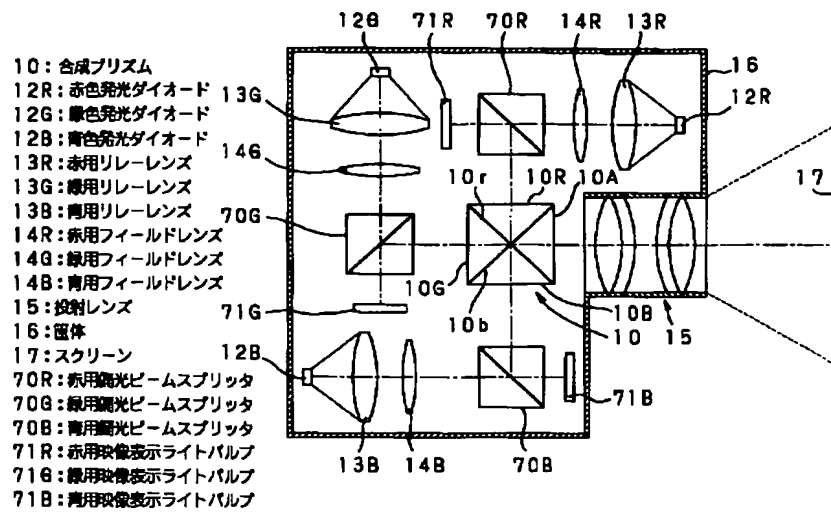 12G 71R 70R 14R 13R
16
10:合成プリズム
12R:赤色発光ダイオード
12G:緑色発光ダイオード
12B:青色発光ダイオード
13R:赤用リレーレンズ
13G:緑用リレーレンズ
13B:青用リレーレンズ
14R:赤用フィールドレンズ
14G:緑用フィールドレンズ
14B:青用フィールドレンズ
15:投射レンズ
16:筐体
17:スクリーン
70R:赤用偏光ビームスプリッタ
70G:緑用偏光ビームスプリッタ
70B:青用偏光ビームスプリッタ
71R:赤用映像表示ライトバルブ
71G:緑用映像表示ライトバルブ
71B:青用映像表示ライトバルブ
13G
12R
14G
10r 10R 10A
17
70G
10G
10b
10B
71G
10
15
12B
71B
13B 14B 70B